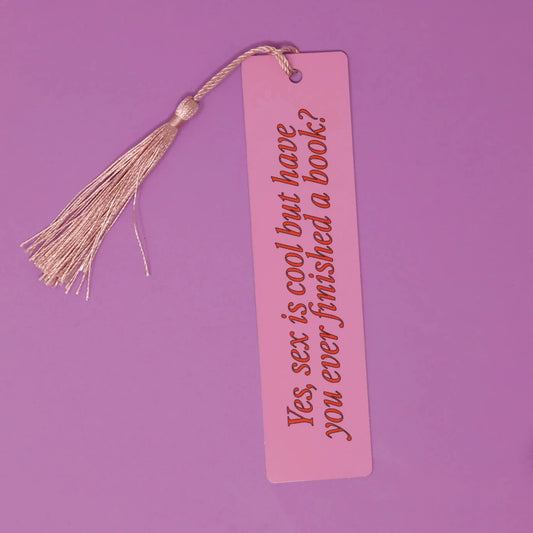 Yes, sex is cool but have
you ever finished a book?